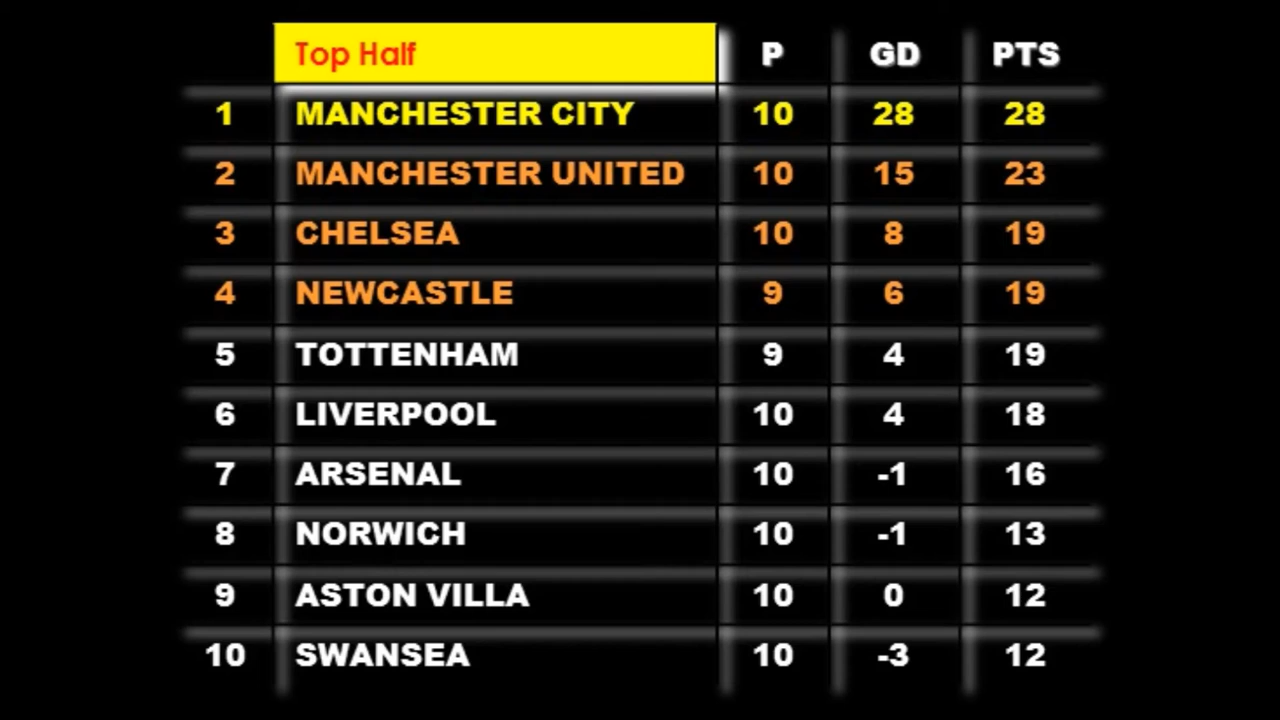 Top Half P GD PTS
1 MANCHESTER CITY 10 28 28
2 MANCHESTER UNITED 10 15 23
3 CHELSEA 10 8 19
4 NEWCASTLE 9 6 19
5 TOTTENHAM 9 4 19
6 LIVERPOOL 10 4 18
7 ARSENAL 10 -1 16
8 NORWICH 10 -1 13
9 ASTON VILLA 10 0 12
10 SWANSEA 10 -3 12